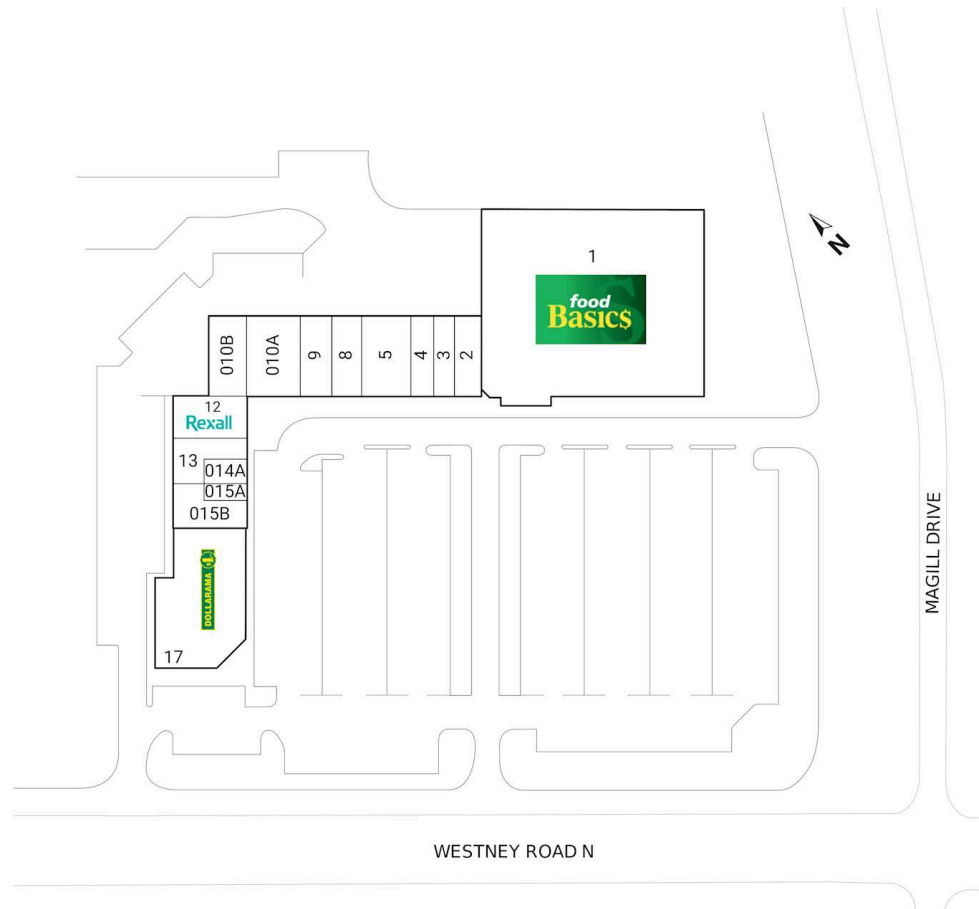 1
food
Basic$
N
010B
010A
9
8
5
4
3
2
12
Rexall
13
014A
015A
015B
DOLLARAMA
17
MAGILL DRIVE
WESTNEY ROAD N